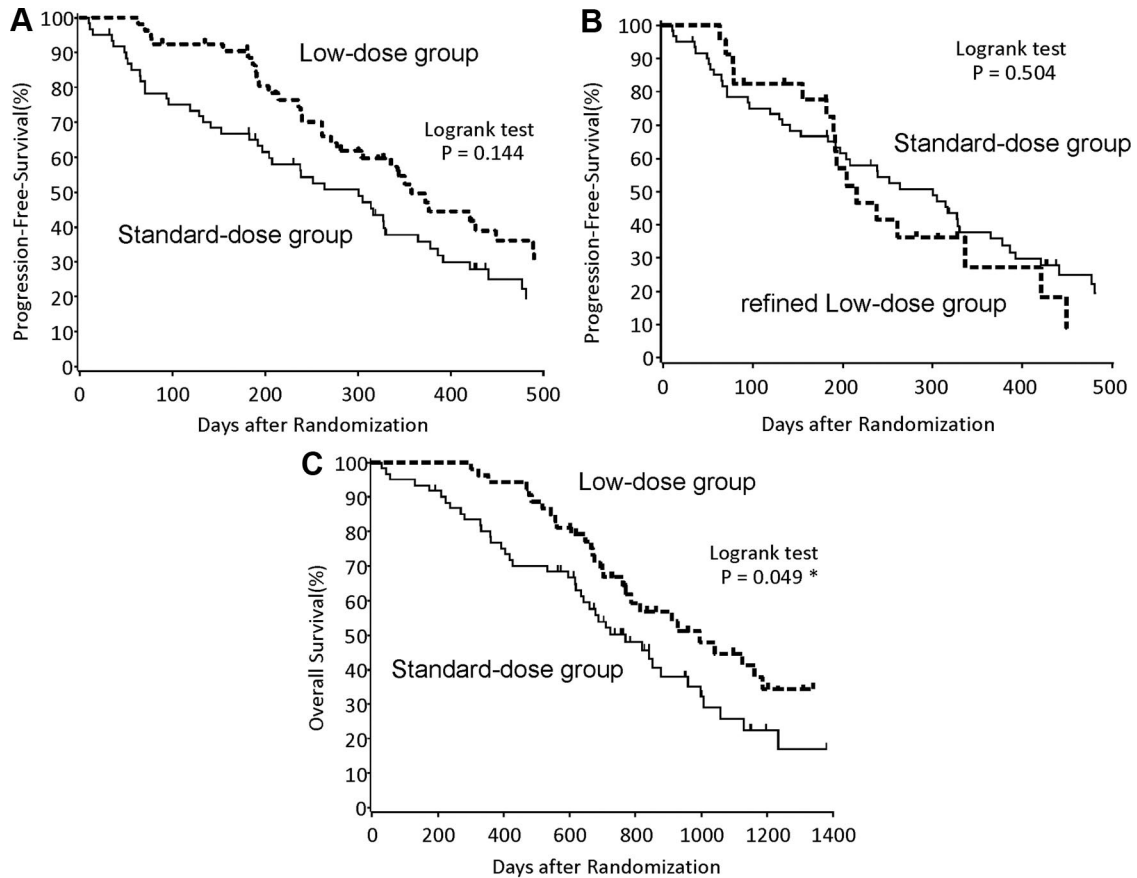 A
100
90
80
70
60
50
40
30
20
10
0
Progression-Free-Survival(%)
Low-dose group
Logrank test
P = 0.144
Standard-dose group
0 100 200 300 400 500
Days after Randomization
B
100
90
80
70
60
50
40
30
20
10
0
Progression-Free-Survival(%)
Logrank test
P = 0.504
Standard-dose group
refined Low-dose group
0 100 200 300 400 500
Days after Randomization
C
100
90
80
70
60
50
40
30
20
10
0
Overall Survival(%)
Low-dose group
Logrank test
P = 0.049 *
Standard-dose group
0 200 400 600 800 1000 1200 1400
Days after Randomization